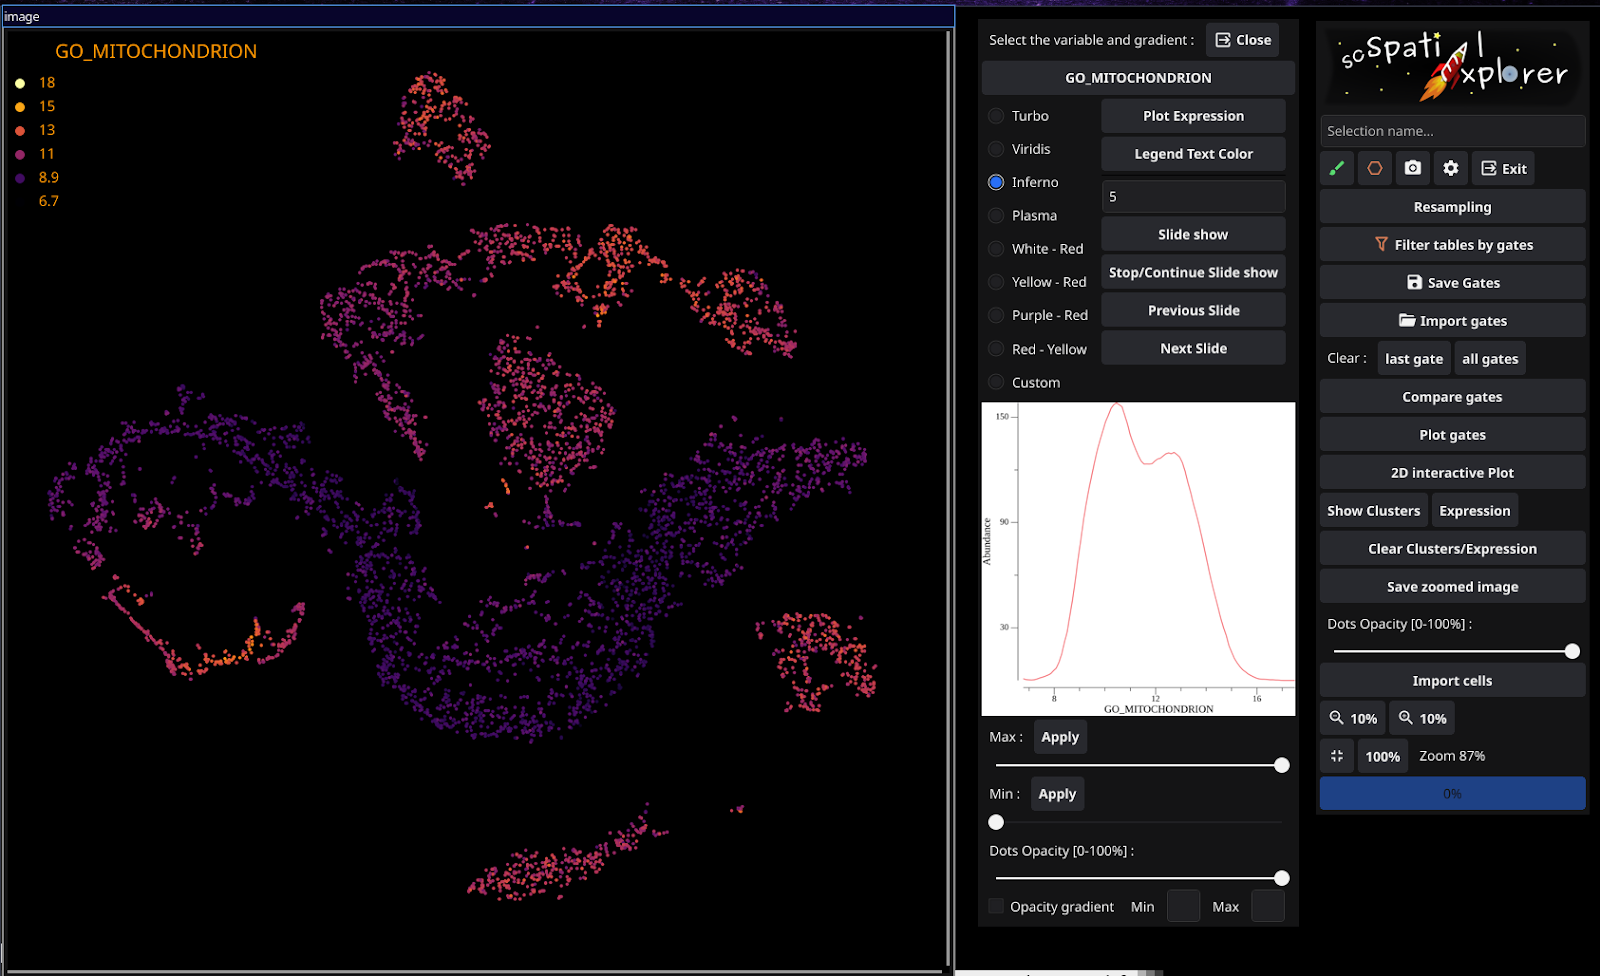 image
GO_MITOCHONDRION
18
15
13
11
8.9
6.7
Select the variable and gradient :
Close
GO_MITOCHONDRION
Turbo
Viridis
Inferno
Plasma
White - Red
Yellow - Red
Purple - Red
Red - Yellow
Custom
Plot Expression
Legend Text Color
5
Slide show
Stop/Continue Slide show
Previous Slide
Next Slide
150
90
30
Abundance
8
12
16
GO_MITOCHONDRION
Max :
Apply
Min :
Apply
Dots Opacity [0-100%] :
Opacity gradient
Min
Max
scSpatial
Explorer
Selection name...
Exit
Resampling
Filter tables by gates
Save Gates
Import gates
Clear :
last gate
all gates
Compare gates
Plot gates
2D interactive Plot
Show Clusters
Expression
Clear Clusters/Expression
Save zoomed image
Dots Opacity [0-100%] :
Import cells
10%
10%
100%
Zoom 87%
0%